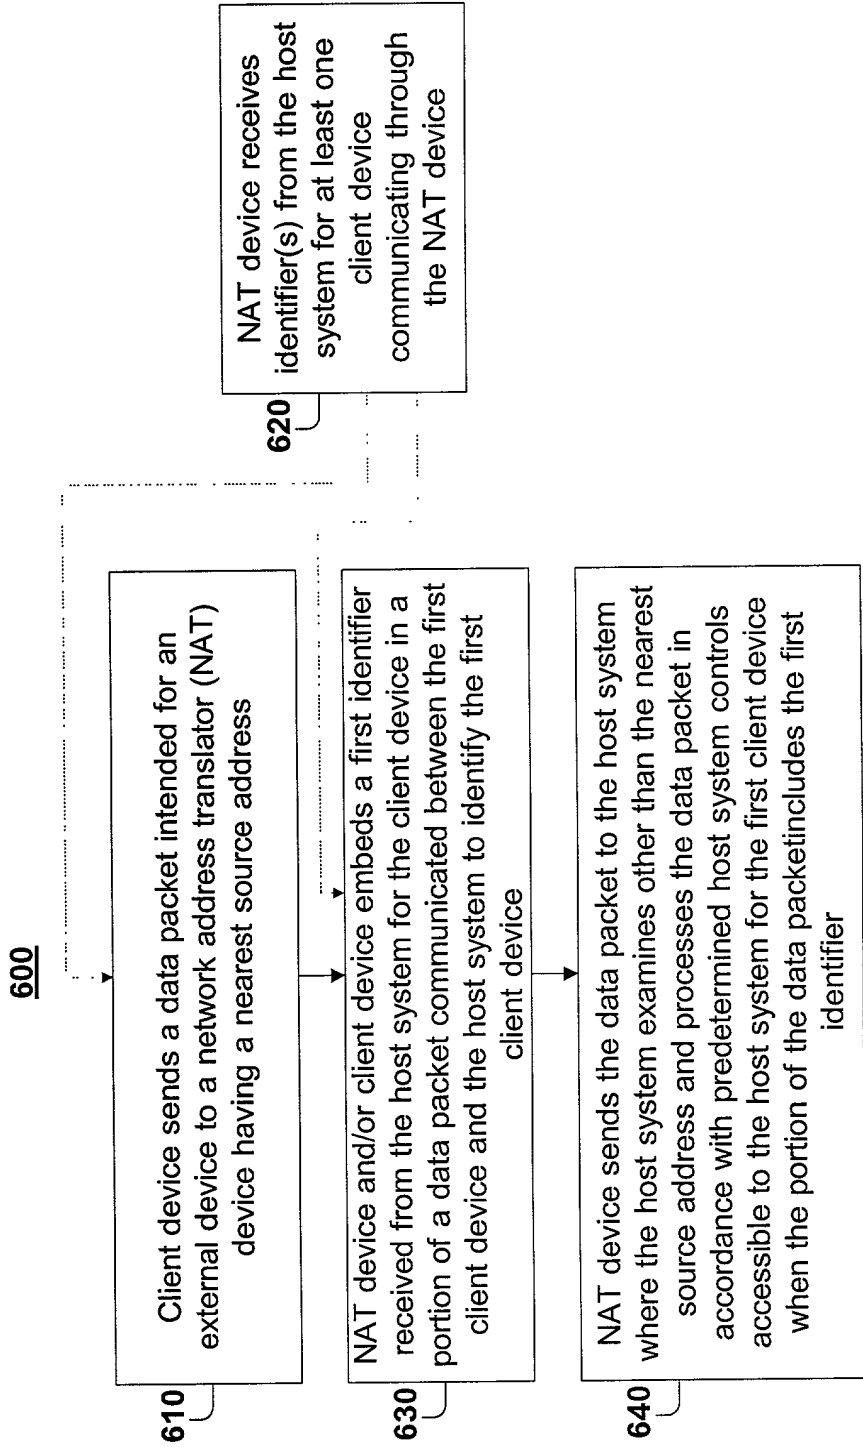 600
610
Client device sends a data packet intended for an
external device to a network address translator (NAT)
device having a nearest source address
620
NAT device receives
identifier(s) from the host
system for at least one
client device
communicating through
the NAT device
630
NAT device and/or client device embeds a first identifier
received from the host system for the client device in a
portion of a data packet communicated between the first
client device and the host system to identify the first
client device
640
NAT device sends the data packet to the host system
where the host system examines other than the nearest
source address and processes the data packet in
accordance with predetermined host system controls
accessible to the host system for the first client device
when the portion of the data packetincludes the first
identifier